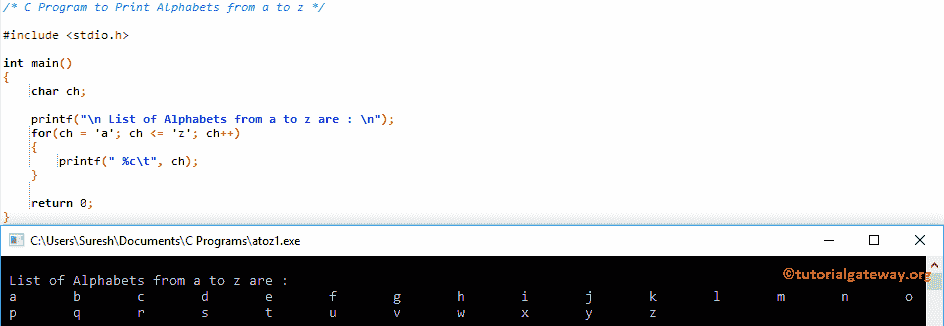 /* C Program to Print Alphabets from a to z */
#include <stdio.h>
int main()
{
char ch;
printf("\n List of Alphabets from a to z are : \n");
for(ch = 'a'; ch <= 'z'; ch++)
{
printf(" %c\t", ch);
}
return 0;
}
C:\Users\Suresh\Documents\C Programs\atoz1.exe
©tutorialgateway.org
List of Alphabets from a to z are :
a b c d e f g h i j k l m n o
p q r s t u v w x y z